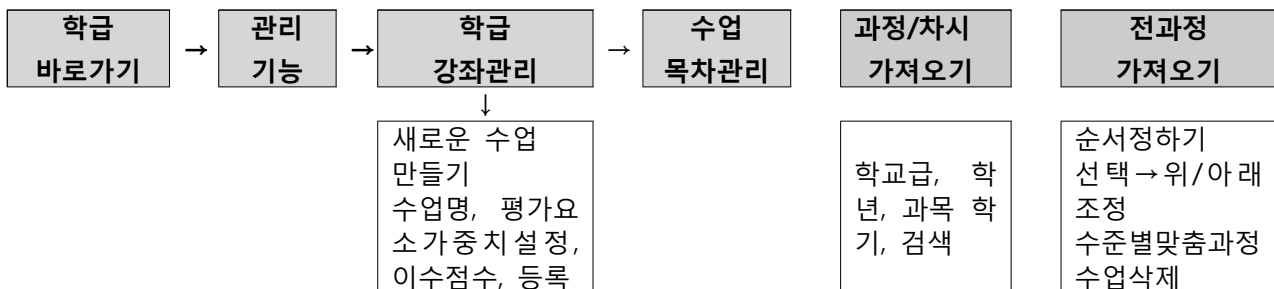 학급
바로가기
→
관리
기능
→
학급
강좌관리
→
수업
목차관리
과정/차시
가져오기
전과정
가져오기
↓
새로운 수업
만들기
수업명, 평가요
소가중치설정,
이수점수, 등록
학교급, 학
년, 과목 학
기, 검색
순서정하기
선택→위/아래
조정
수준별맞춤과정
수업삭제